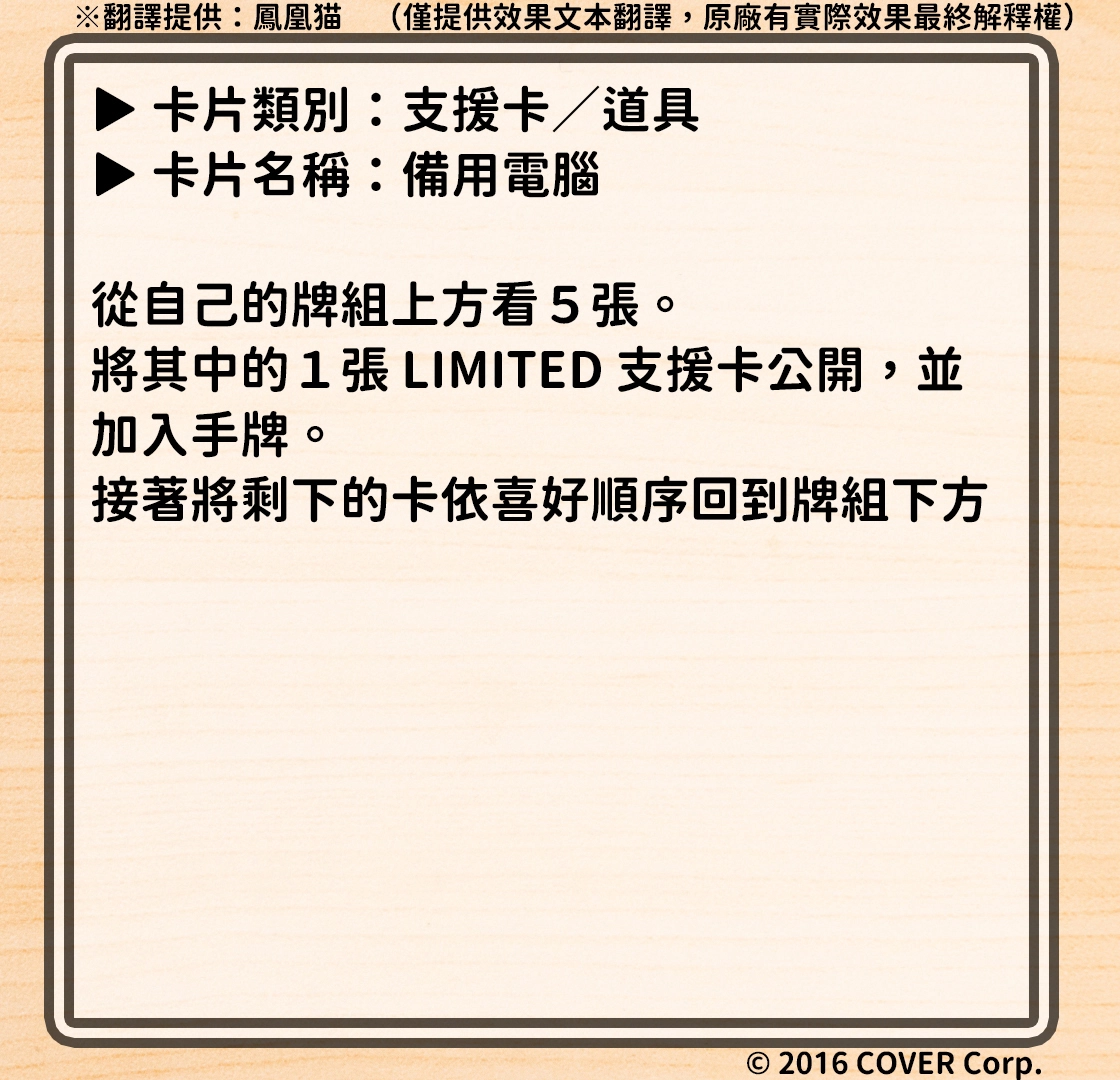 ※翻譯提供：鳳凰猫　（僅提供效果文本翻譯，原廠有實際效果最終解釋權）
▶ 卡片類別：支援卡／道具
▶ 卡片名稱：備用電腦
從自己的牌組上方看５張。
將其中的１張 LIMITED 支援卡公開，並
加入手牌。
接著將剩下的卡依喜好順序回到牌組下方
© 2016 COVER Corp.